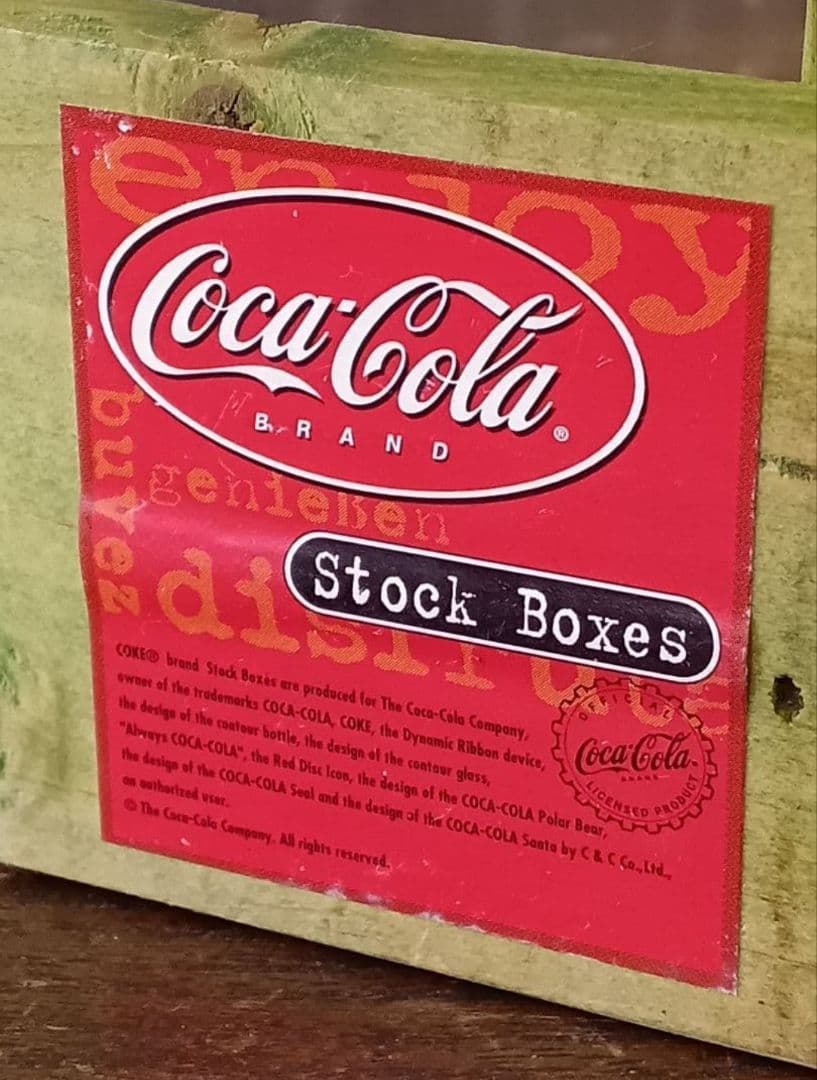 enjoy
Coca-Cola
BRAND
®
genießen
Stock Boxes
COKE® brand Stock Boxes are produced for The Coca-Cola Company,
owner of the trademarks COCA-COLA, COKE, the Dynamic Ribbon device,
the design of the contour bottle, the design of the contour glass,
"Always COCA-COLA", the Red Disc Icon, the design of the COCA-COLA Polar Bear,
the design of the COCA-COLA Seal and the design of the COCA-COLA Santa by C & C Co.,Ltd.,
an authorized user.
© The Coca-Cola Company. All rights reserved.
OFFICIAL
Coca-Cola
BRAND
LICENSED PRODUCT